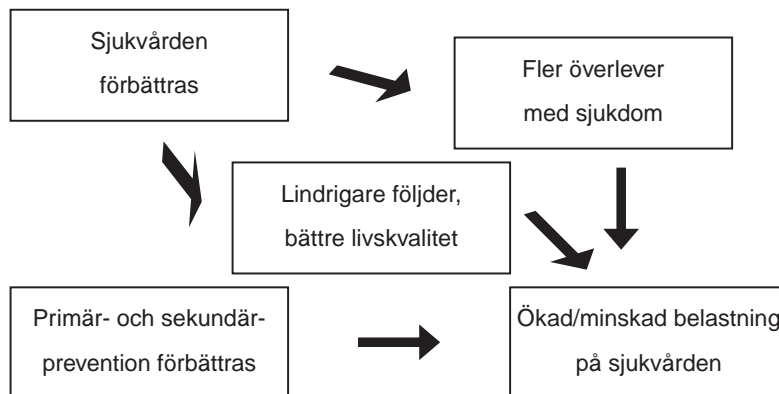 Sjukvården
förbättras
Fler överlever
med sjukdom
Lindrigare följder,
bättre livskvalitet
Primär- och sekundär-
prevention förbättras
Ökad/minskad belastning
på sjukvården